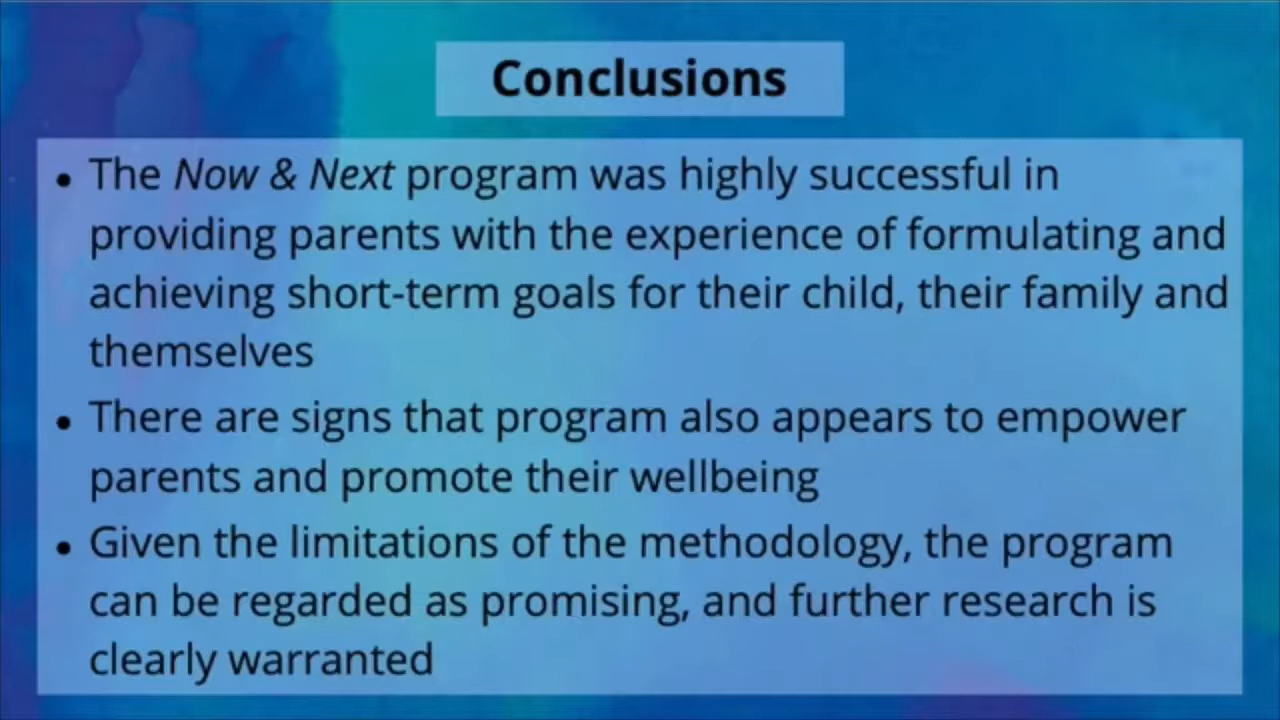 Conclusions
• The Now & Next program was highly successful in
providing parents with the experience of formulating and
achieving short-term goals for their child, their family and
themselves
• There are signs that program also appears to empower
parents and promote their wellbeing
• Given the limitations of the methodology, the program
can be regarded as promising, and further research is
clearly warranted